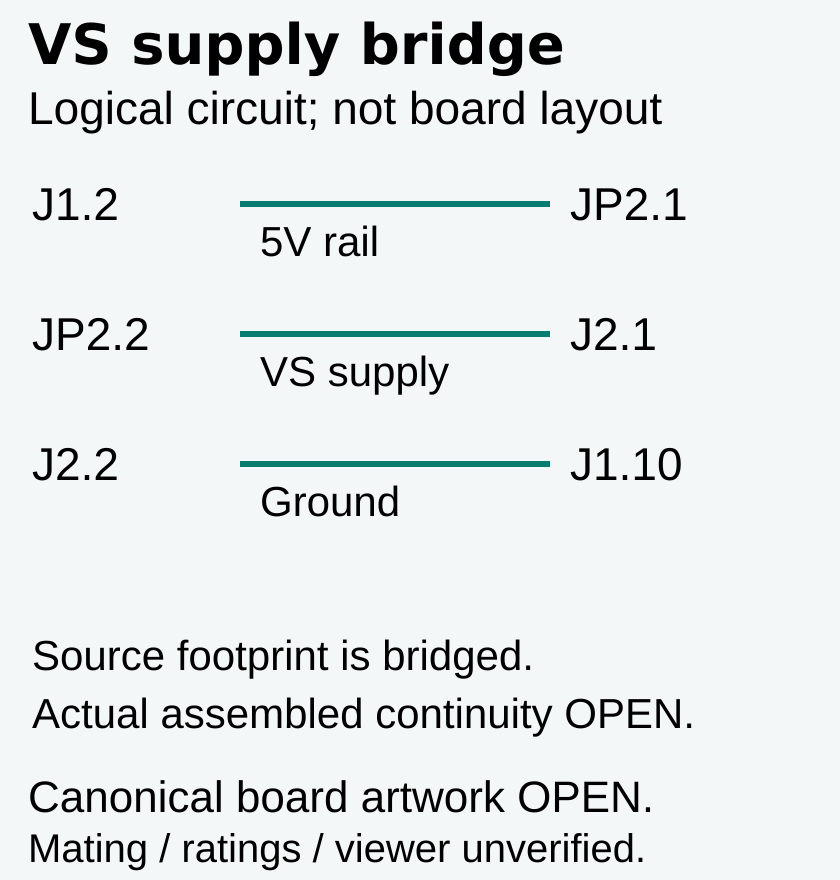 VS supply bridge
Logical circuit; not board layout
J1.2 JP2.1
5V rail
JP2.2 J2.1
VS supply
J2.2 J1.10
Ground
Source footprint is bridged.
Actual assembled continuity OPEN.
Canonical board artwork OPEN.
Mating / ratings / viewer unverified.